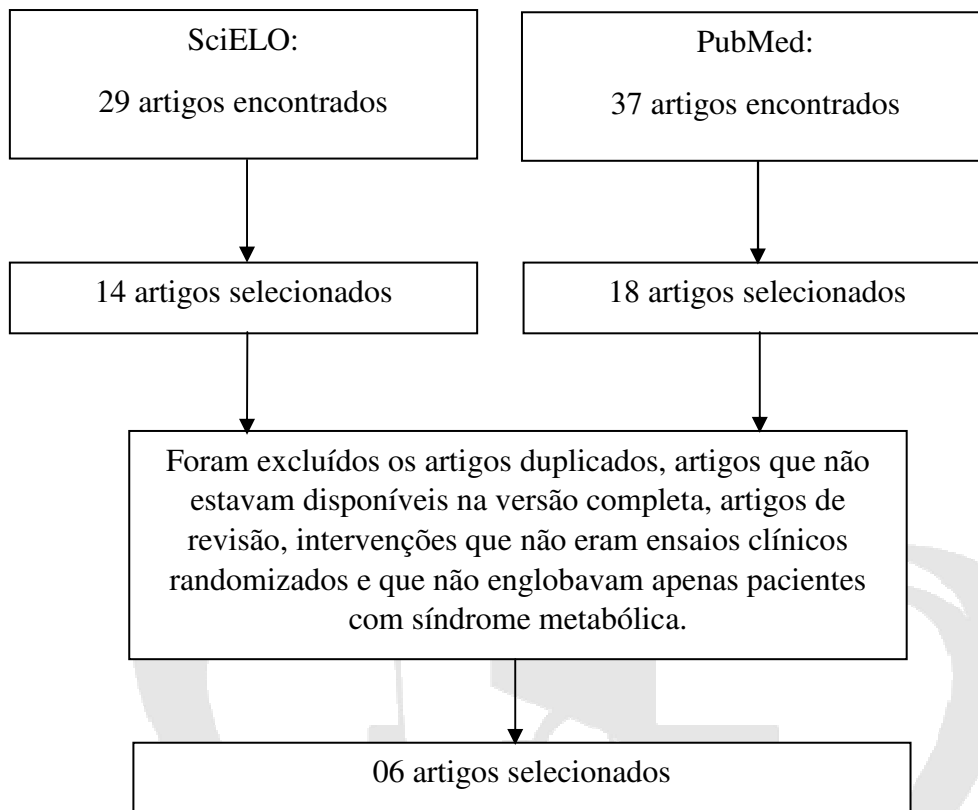 SciELO:
29 artigos encontrados
PubMed:
37 artigos encontrados
14 artigos selecionados
18 artigos selecionados
Foram excluídos os artigos duplicados, artigos que não
estavam disponíveis na versão completa, artigos de
revisão, intervenções que não eram ensaios clínicos
randomizados e que não englobavam apenas pacientes
com síndrome metabólica.
06 artigos selecionados